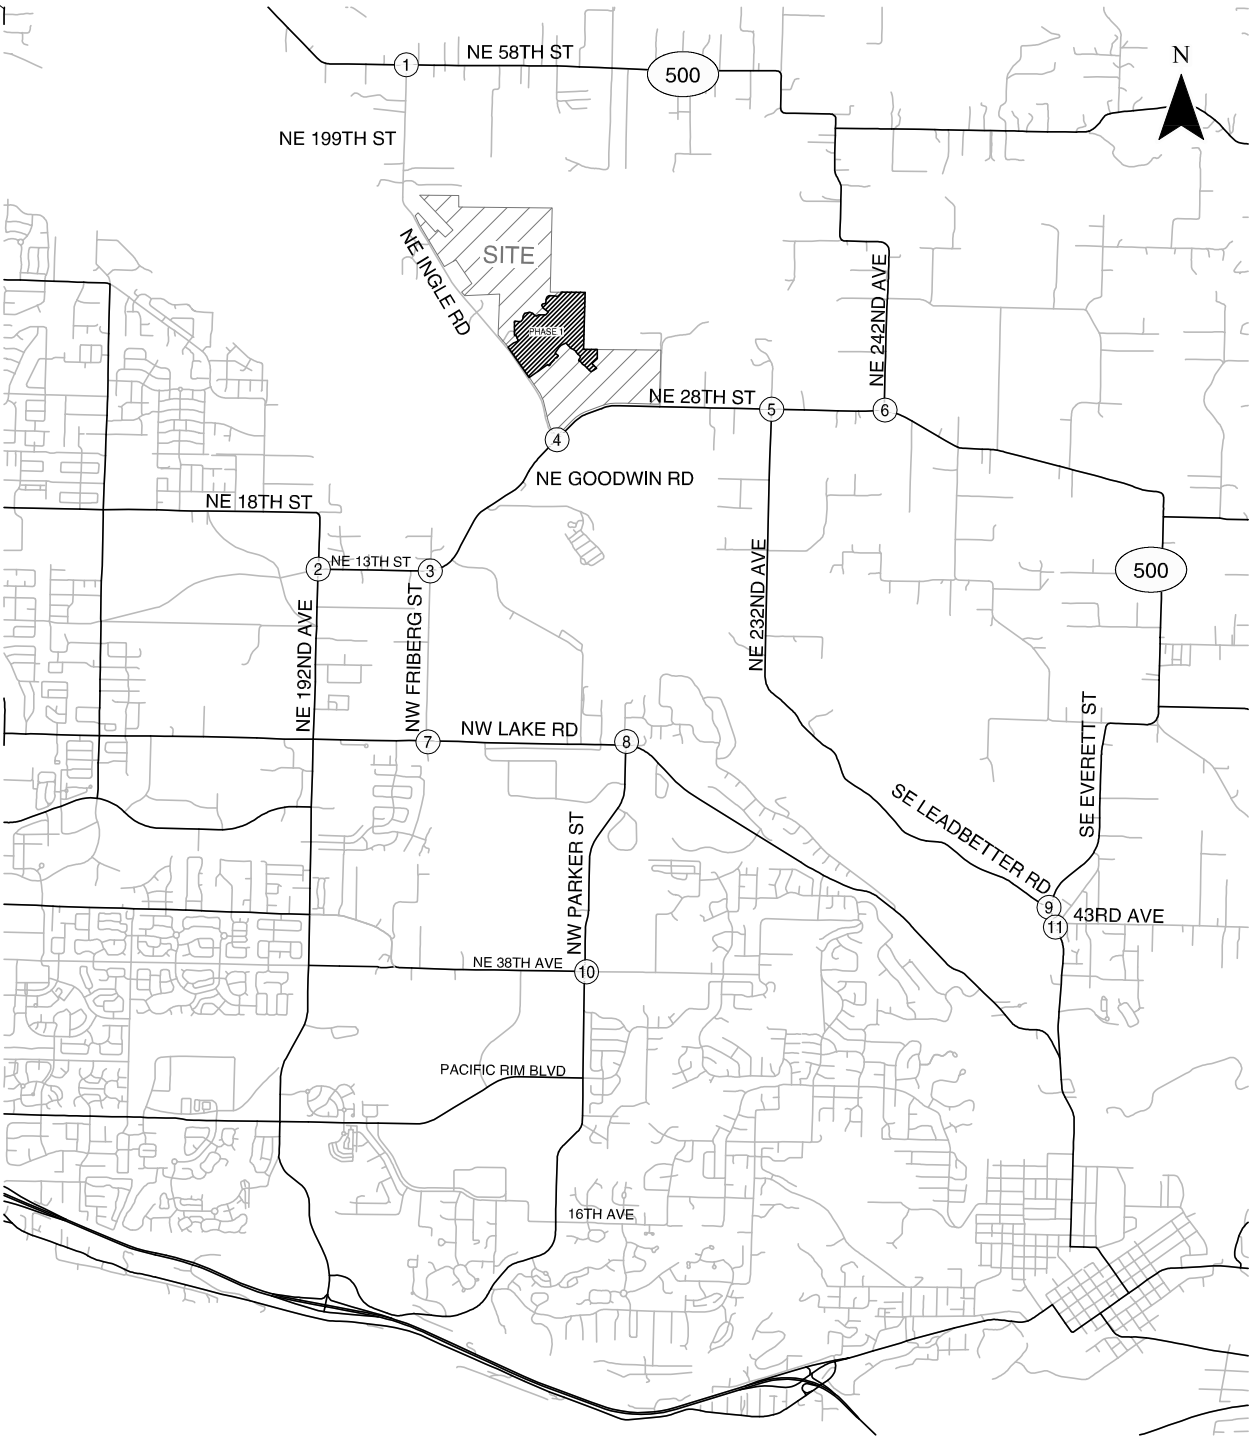 NE 58TH ST
500
N
1
NE 199TH ST
SITE
NE INGLE RD
PHASE 1
NE 242ND AVE
NE 28TH ST
5
6
4
NE GOODWIN RD
NE 18TH ST
2
NE 13TH ST
3
500
NE 192ND AVE
NW FRIBERG ST
NE 232ND AVE
7
NW LAKE RD
8
SE EVERETT ST
SE LEADBETTER RD
NW PARKER ST
9
11
43RD AVE
NE 38TH AVE
10
PACIFIC RIM BLVD
16TH AVE